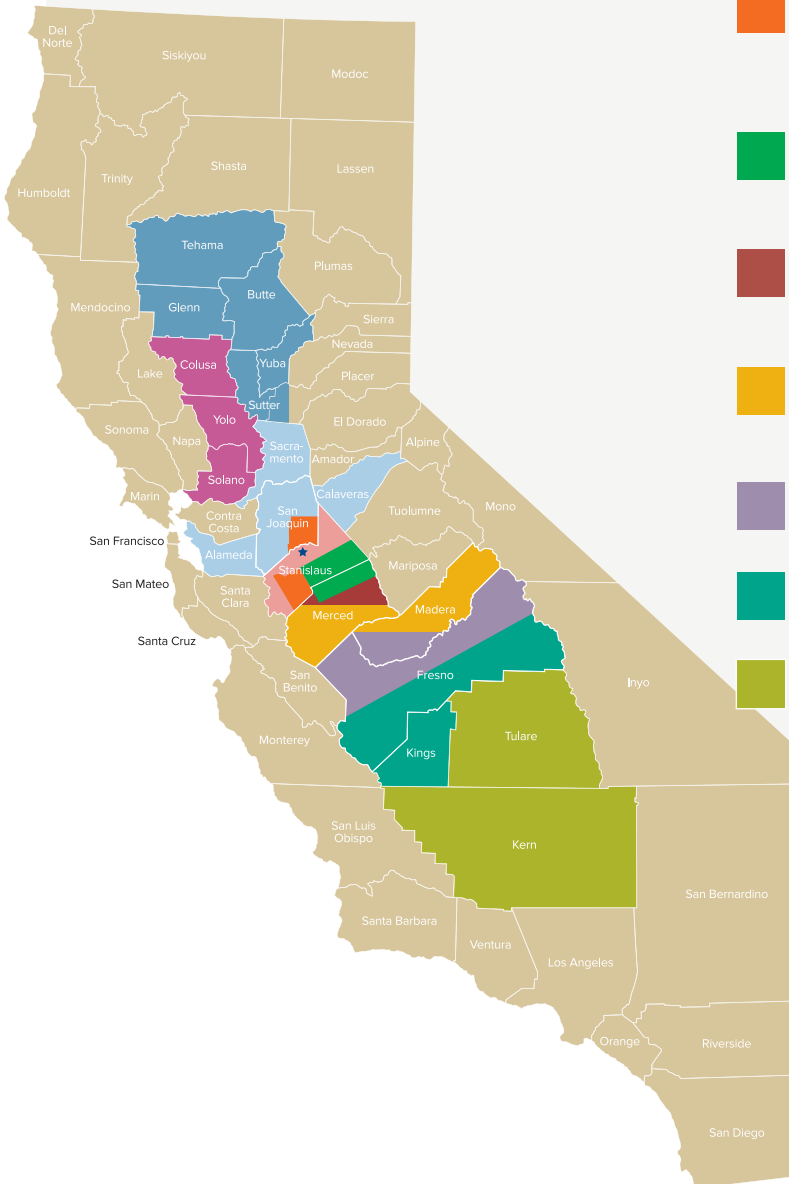 Del
Norte
Siskiyou
Modoc
Humboldt
Trinity
Shasta
Lassen
Tehama
Plumas
Mendocino
Glenn
Butte
Sierra
Nevada
Lake
Colusa
Yuba
Placer
Sutter
Sonoma
Napa
Yolo
El Dorado
Sacra-
mento
Amador
Alpine
Solano
Marin
Calaveras
Mono
Contra
Costa
San
Joaquin
Tuolumne
San Francisco
Alameda
Stanislaus
Mariposa
San Mateo
Santa
Clara
Merced
Madera
Santa Cruz
San
Benito
Fresno
Inyo
Monterey
Kings
Tulare
San Luis
Obispo
Kern
San Bernardino
Santa Barbara
Ventura
Los Angeles
Orange
Riverside
San Diego